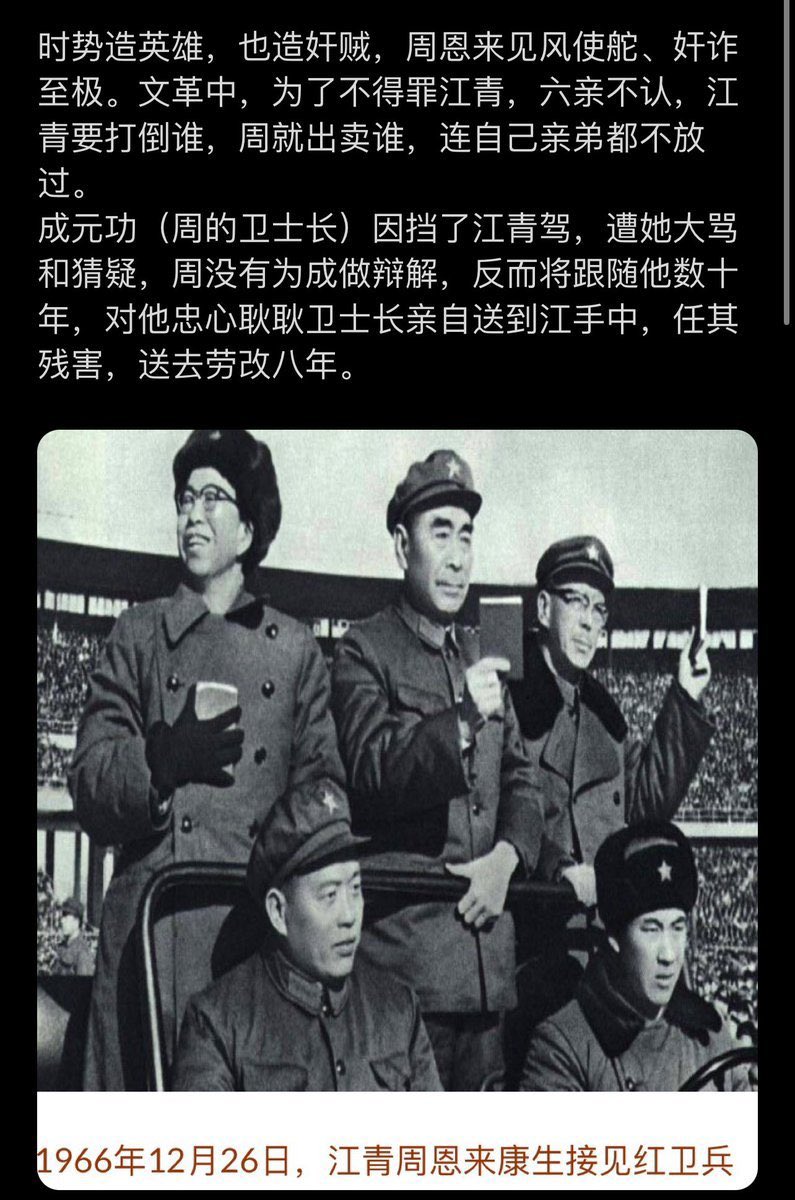 时势造英雄，也造奸贼，周恩来见风使舵、奸诈
至极。文革中，为了不得罪江青，六亲不认，江
青要打倒谁，周就出卖谁，连自己亲弟都不放
过。
成元功（周的卫士长）因挡了江青驾，遭她大骂
和猜疑，周没有为成做辩解，反而将跟随他数十
年，对他忠心耿耿卫士长亲自送到江手中，任其
残害，送去劳改八年。
1966年12月26日，江青周恩来康生接见红卫兵